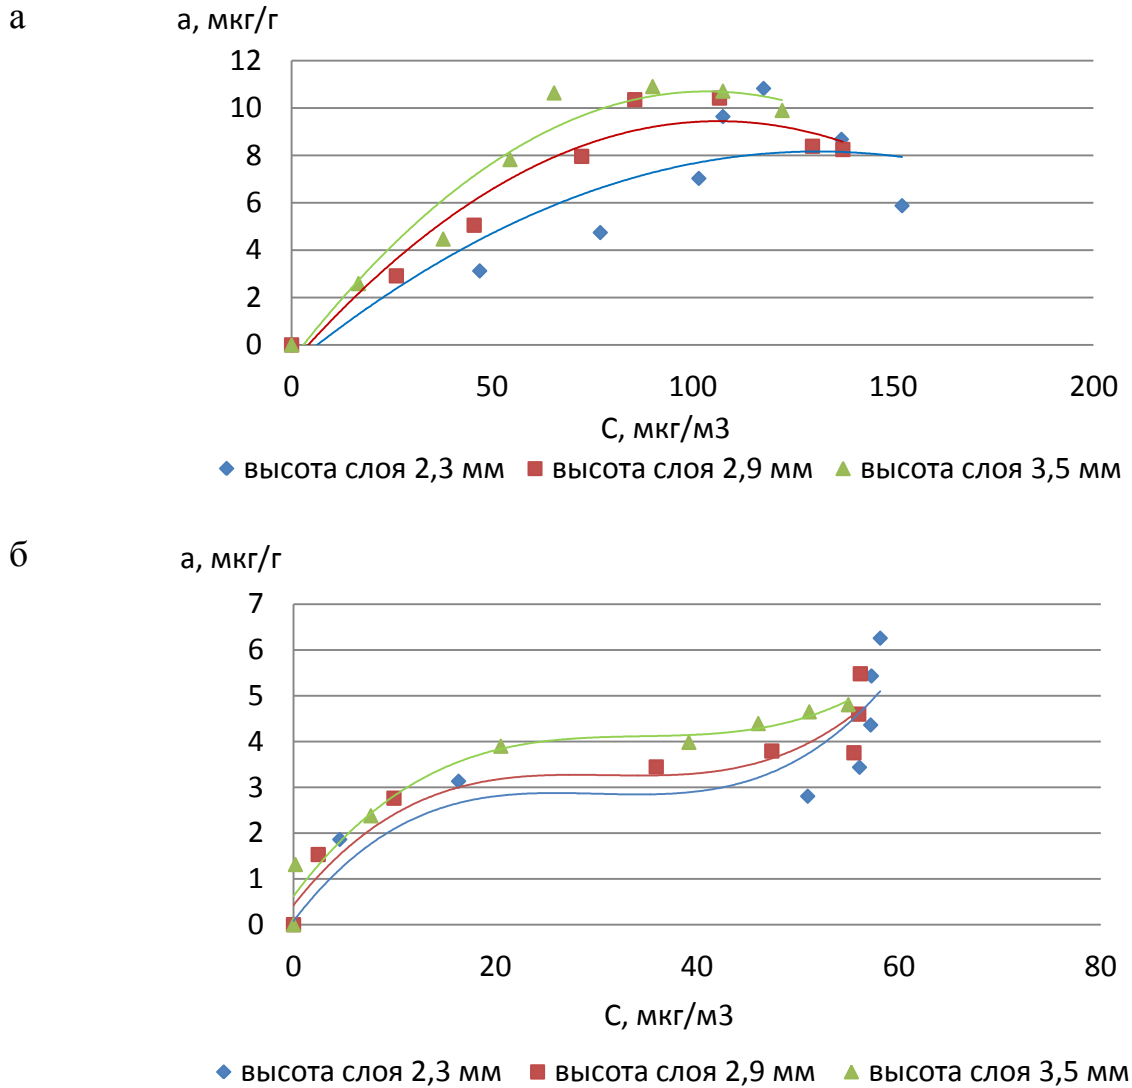 а
а, мкг/г
12
10
8
6
4
2
0
0 50 100 150 200
С, мкг/м3
высота слоя 2,3 мм высота слоя 2,9 мм высота слоя 3,5 мм
б
а, мкг/г
7
6
5
4
3
2
1
0
0 20 40 60 80
С, мкг/м3
высота слоя 2,3 мм высота слоя 2,9 мм высота слоя 3,5 мм